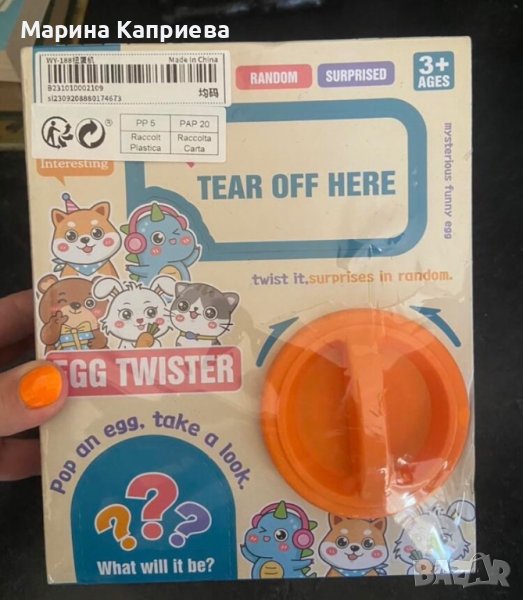 Марина Каприева
WY-188扭蛋机 Made in China
B231010002109
sl2309208880174673 均码
PP 5 PAP 20
Raccolt Raccolta
Plastica Carta
RANDOM SURPRISED
3+
AGES
Interesting
TEAR OFF HERE
mysterious funny egg
twist it,surprises in random.
EGG TWISTER
Pop an egg, take a look.
???
What will it be?
bazar